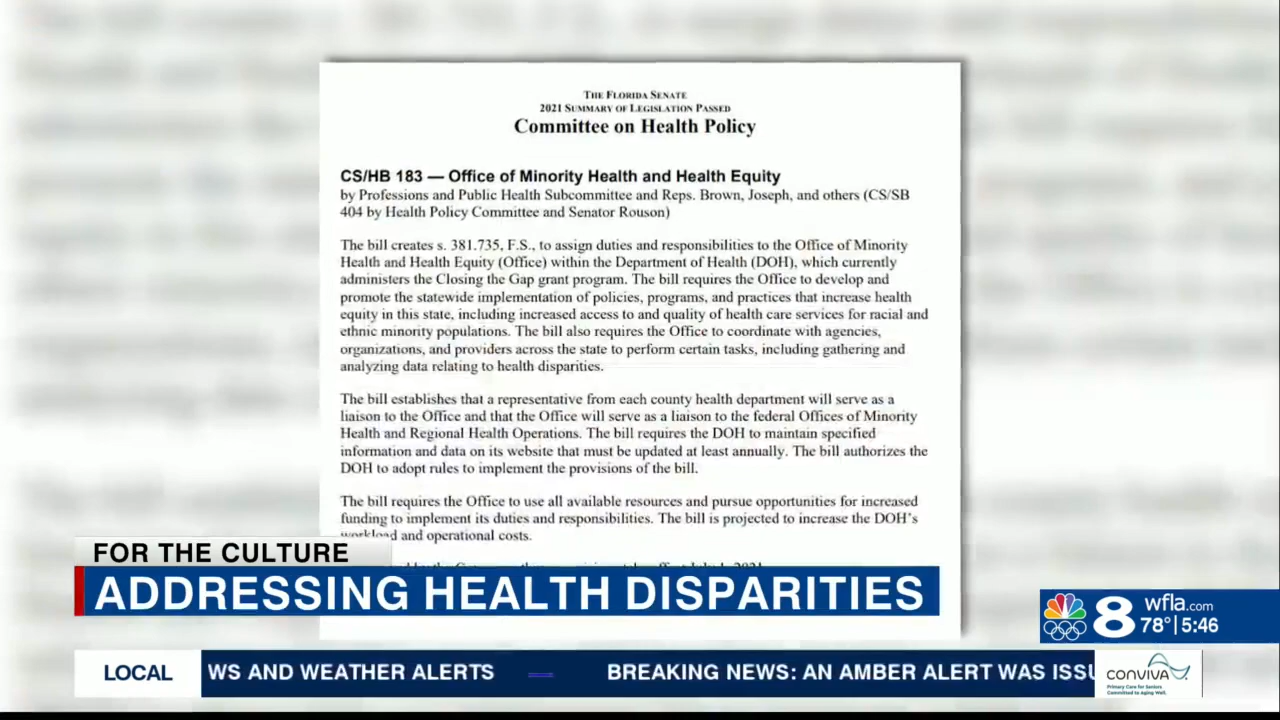 THE FLORIDA SENATE
2021 SUMMARY OF LEGISLATION PASSED
Committee on Health Policy
CS/HB 183 — Office of Minority Health and Health Equity
by Professions and Public Health Subcommittee and Reps. Brown, Joseph, and others (CS/SB
404 by Health Policy Committee and Senator Rouson)
The bill creates s. 381.735, F.S., to assign duties and responsibilities to the Office of Minority
Health and Health Equity (Office) within the Department of Health (DOH), which currently
administers the Closing the Gap grant program. The bill requires the Office to develop and
promote the statewide implementation of policies, programs, and practices that increase health
equity in this state, including increased access to and quality of health care services for racial and
ethnic minority populations. The bill also requires the Office to coordinate with agencies,
organizations, and providers across the state to perform certain tasks, including gathering and
analyzing data relating to health disparities.
The bill establishes that a representative from each county health department will serve as a
liaison to the Office and that the Office will serve as a liaison to the federal Offices of Minority
Health and Regional Health Operations. The bill requires the DOH to maintain specified
information and data on its website that must be updated at least annually. The bill authorizes the
DOH to adopt rules to implement the provisions of the bill.
The bill requires the Office to use all available resources and pursue opportunities for increased
funding to implement its duties and responsibilities. The bill is projected to increase the DOH's
workload and operational costs.
FOR THE CULTURE
ADDRESSING HEALTH DISPARITIES
8 wfla.com
78° | 5:46
LOCAL WS AND WEATHER ALERTS BREAKING NEWS: AN AMBER ALERT WAS ISSU
CONVIVA
Primary Care for Seniors
Committed to Aging Well.